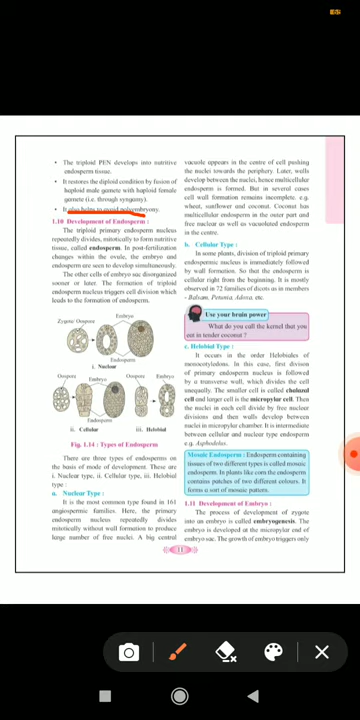 • The triploid PEN develops into nutritive
endosperm tissue.
• It restores the diploid condition by fusion of
haploid male gamete with haploid female
gamete (i.e. through syngamy).
• It also helps to avoid polyembryony.
1.10 Development of Endosperm :
The triploid primary endosperm nucleus
repeatedly divides, mitotically to form nutritive
tissue, called endosperm. In post-fertilization
changes within the ovule, the embryo and
endosperm are seen to develop simultaneously.
The other cells of embryo sac disorganized
sooner or later. The formation of triploid
endosperm nucleus triggers cell division which
leads to the formation of endosperm.
Zygote Oospore
Embryo
Endosperm
i. Nuclear
Oospore
Embryo
Oospore
Embryo
Endosperm
ii. Cellular
iii. Helobial
Fig. 1.14 : Types of Endosperm
There are three types of endosperms on
the basis of mode of development. These are
i. Nuclear type, ii. Cellular type, iii. Helobial
type :
a. Nuclear Type :
It is the most common type found in 161
angiospermic families. Here, the primary
endosperm nucleus repeatedly divides
mitotically without wall formation to produce
large number of free nuclei. A big central
vacuole appears in the centre of cell pushing
the nuclei towards the periphery. Later, walls
develop between the nuclei, hence multicellular
endosperm is formed. But in several cases
cell wall formation remains incomplete. e.g.
wheat, sunflower and coconut. Coconut has
multicellular endosperm in the outer part and
free nuclear as well as vacuolated endosperm
in the centre.
b. Cellular Type :
In some plants, division of triploid primary
endospermic nucleus is immediately followed
by wall formation. So that the endosperm is
cellular right from the beginning. It is mostly
observed in 72 families of dicots as in members
- Balsam, Petunia, Adoxa, etc.
Use your brain power
What do you call the kernel that you
eat in tender coconut ?
c. Helobial Type :
It occurs in the order Helobiales of
monocotyledons. In this case, first divison
of primary endosperm nucleus is followed
by a transverse wall, which divides the cell
unequally. The smaller cell is called chalazal
cell and larger cell is the micropylar cell. Then
the nuclei in each cell divide by free nuclear
divisions and then walls develop between
nuclei in micropylar chamber. It is intermediate
between cellular and nuclear type endosperm
e.g. Asphodelus.
Mosaic Endosperm : Endosperm containing
tissues of two different types is called mosaic
endosperm. In plants like corn the endosperm
contains patches of two different colours. It
forms a sort of mosaic pattern.
1.11 Development of Embryo :
The process of development of zygote
into an embryo is called embryogenesis. The
embryo is developed at the micropylar end of
embryo sac. The growth of embryo triggers only
11